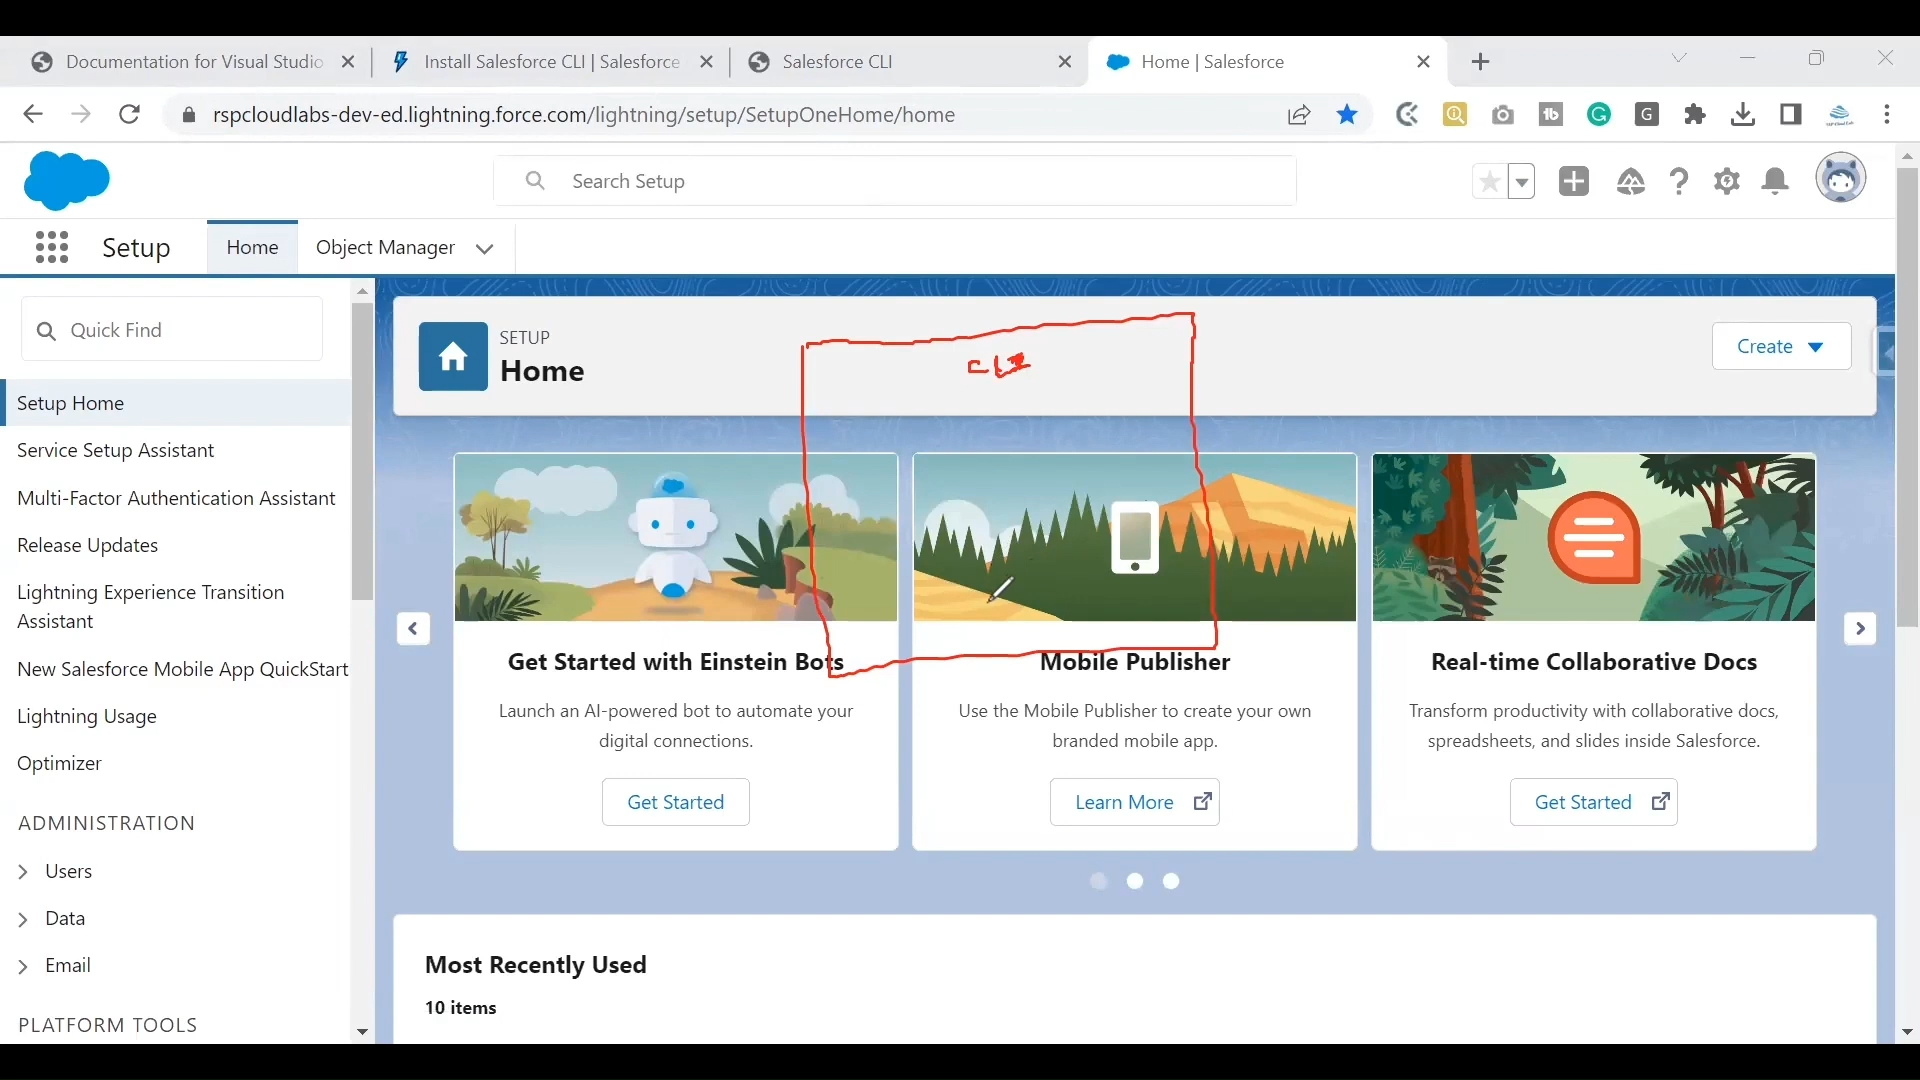 Documentation for Visual Studio
Install Salesforce CLI | Salesforce
Salesforce CLI
Home | Salesforce
rspcloudlabs-dev-ed.lightning.force.com/lightning/setup/SetupOneHome/home
Search Setup
Setup
Home
Object Manager
Quick Find
Setup Home
Service Setup Assistant
Multi-Factor Authentication Assistant
Release Updates
Lightning Experience Transition
Assistant
New Salesforce Mobile App QuickStart
Lightning Usage
Optimizer
ADMINISTRATION
Users
Data
Email
PLATFORM TOOLS
SETUP
Home
CLI
Create
Get Started with Einstein Bots
Launch an AI-powered bot to automate your
digital connections.
Get Started
Mobile Publisher
Use the Mobile Publisher to create your own
branded mobile app.
Learn More
Real-time Collaborative Docs
Transform productivity with collaborative docs,
spreadsheets, and slides inside Salesforce.
Get Started
Most Recently Used
10 items